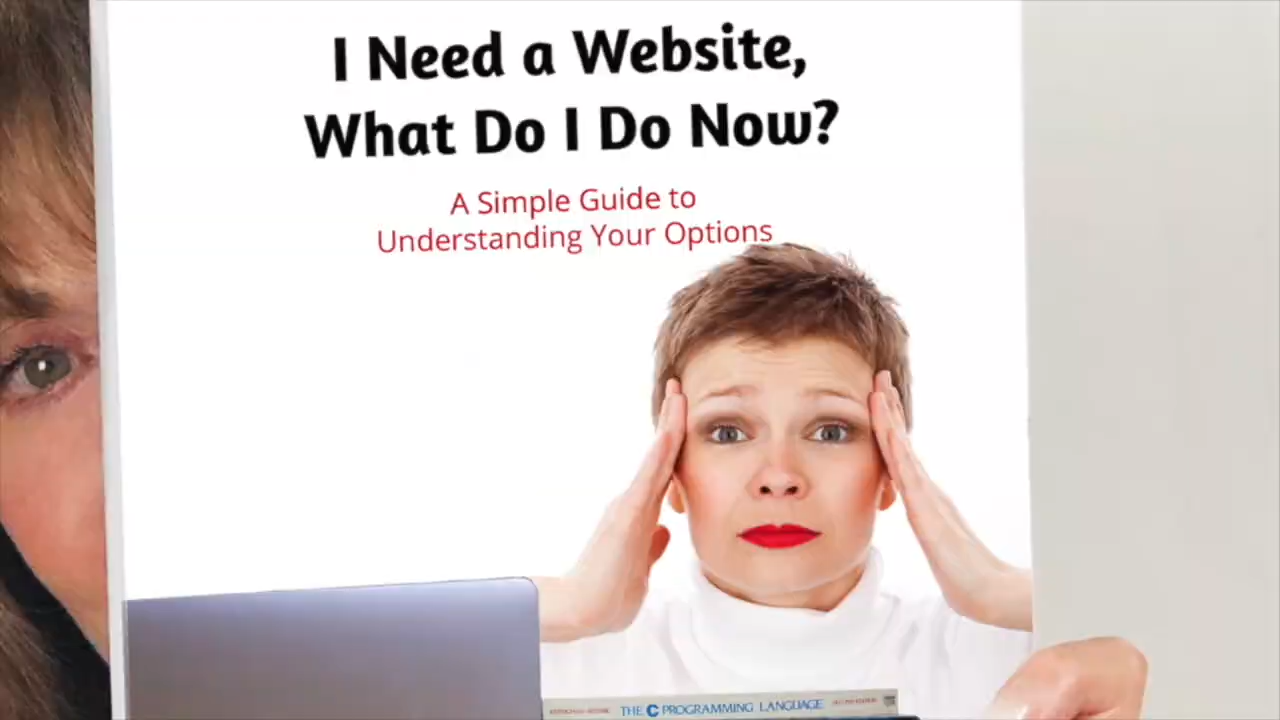 I Need a Website,
What Do I Do Now?
A Simple Guide to
Understanding Your Options
THE C PROGRAMMING LANGUAGE